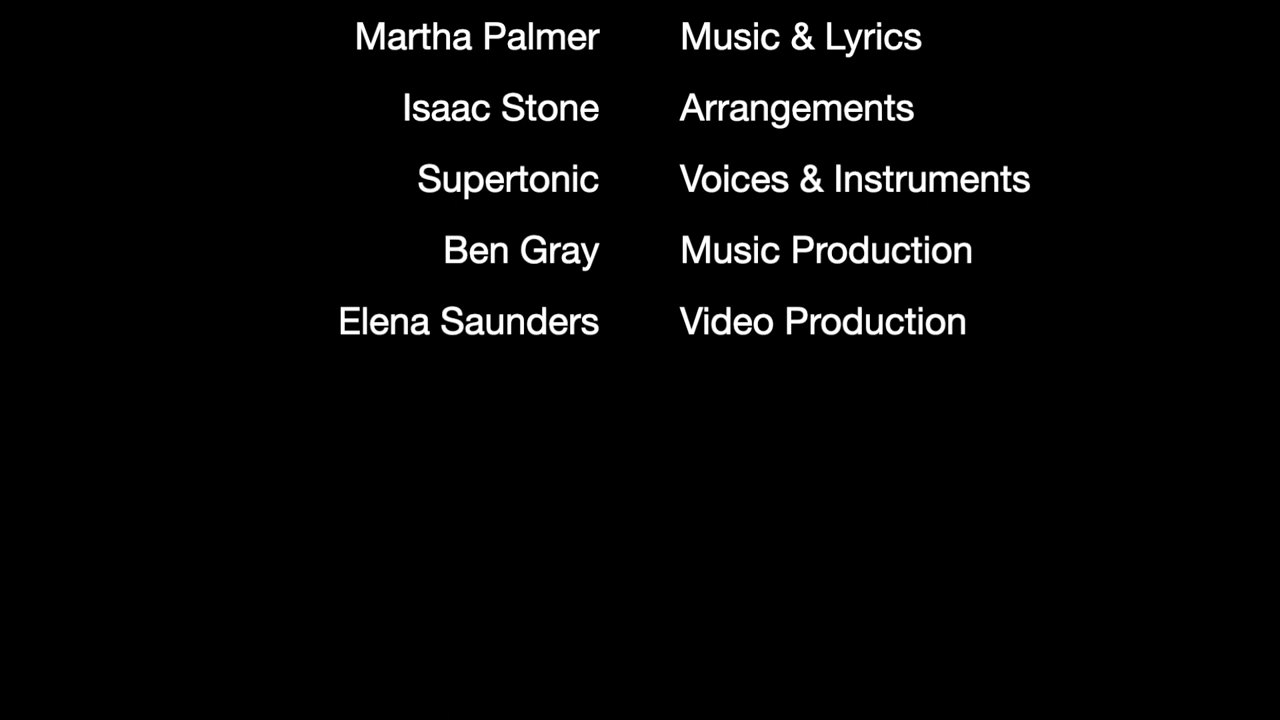 Martha Palmer Music & Lyrics
Isaac Stone Arrangements
Supertonic Voices & Instruments
Ben Gray Music Production
Elena Saunders Video Production